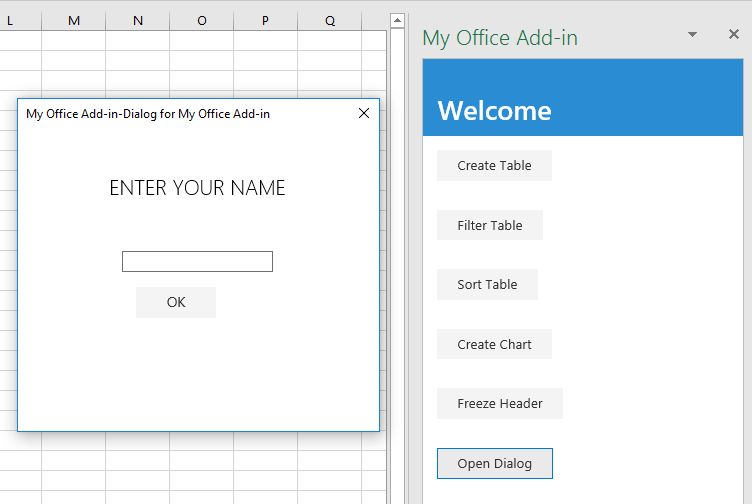 L M N O P Q
My Office Add-in-Dialog for My Office Add-in
ENTER YOUR NAME
OK
My Office Add-in
Welcome
Create Table
Filter Table
Sort Table
Create Chart
Freeze Header
Open Dialog